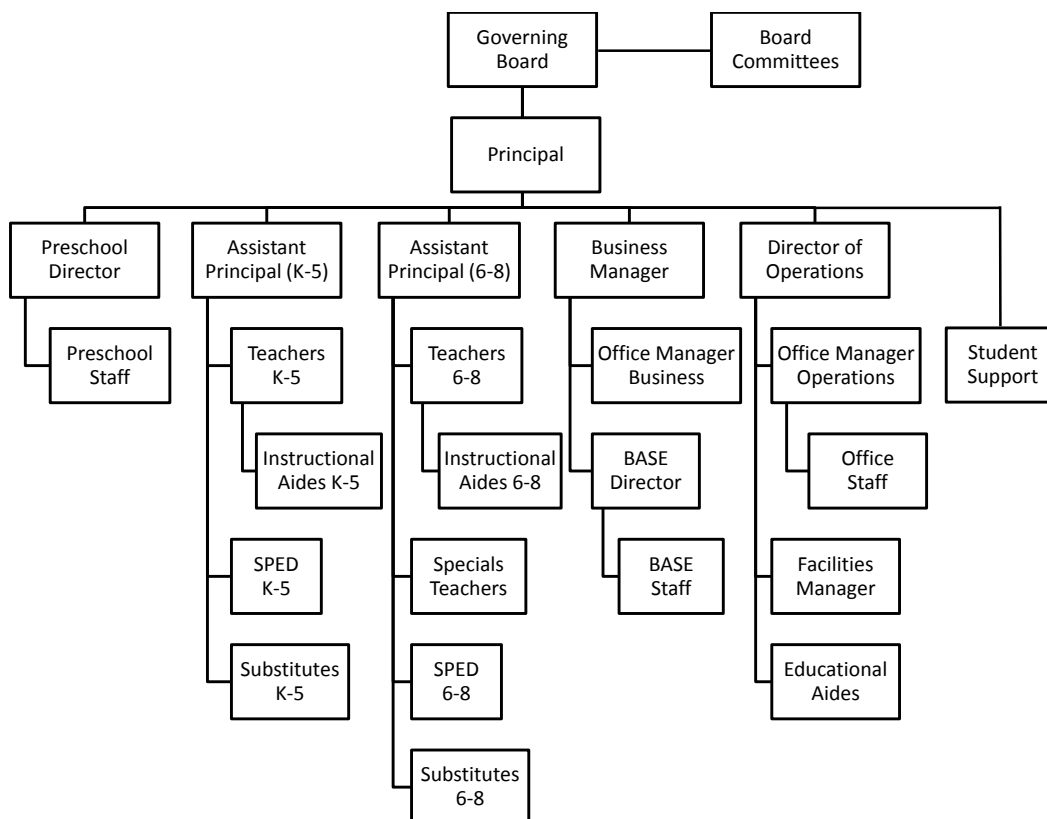 Governing
Board
Board
Committees
Principal
Preschool
Director
Assistant
Principal (K-5)
Assistant
Principal (6-8)
Business
Manager
Director of
Operations
Preschool
Staff
Teachers
K-5
Teachers
6-8
Office Manager
Business
Office Manager
Operations
Student
Support
Instructional
Aides K-5
Instructional
Aides 6-8
BASE
Director
Office
Staff
SPED
K-5
Specials
Teachers
BASE
Staff
Facilities
Manager
Substitutes
K-5
SPED
6-8
Educational
Aides
Substitutes
6-8